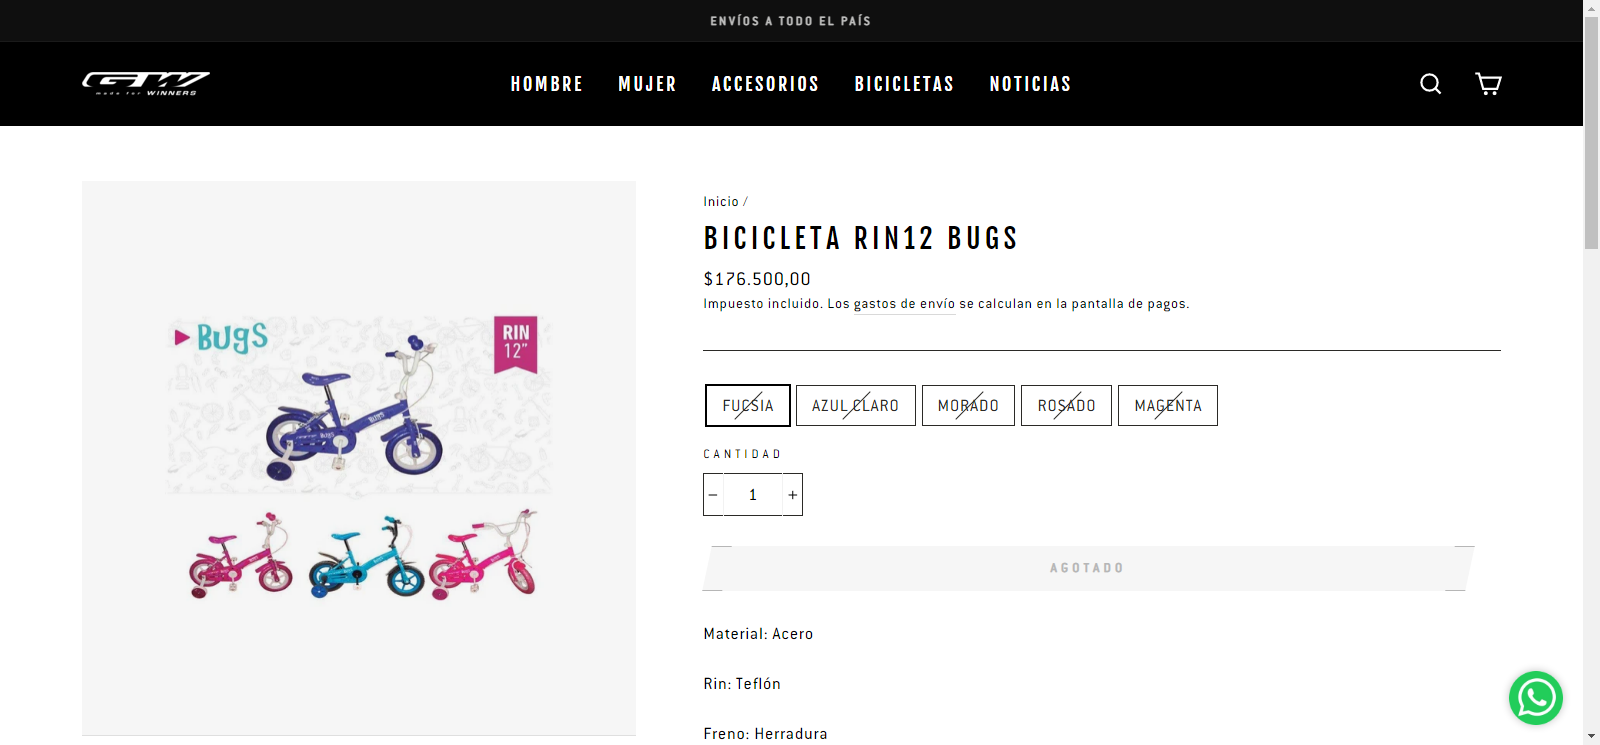 ENVÍOS A TODO EL PAÍS
GW
made for WINNERS
HOMBRE MUJER ACCESORIOS BICICLETAS NOTICIAS
Bugs
RIN
12”
Inicio /
BICICLETA RIN12 BUGS
$176.500,00
Impuesto incluido. Los gastos de envío se calculan en la pantalla de pagos.
FUCSIA AZUL CLARO MORADO ROSADO MAGENTA
CANTIDAD
− 1 +
AGOTADO
Material: Acero
Rin: Teflón
Freno: Herradura